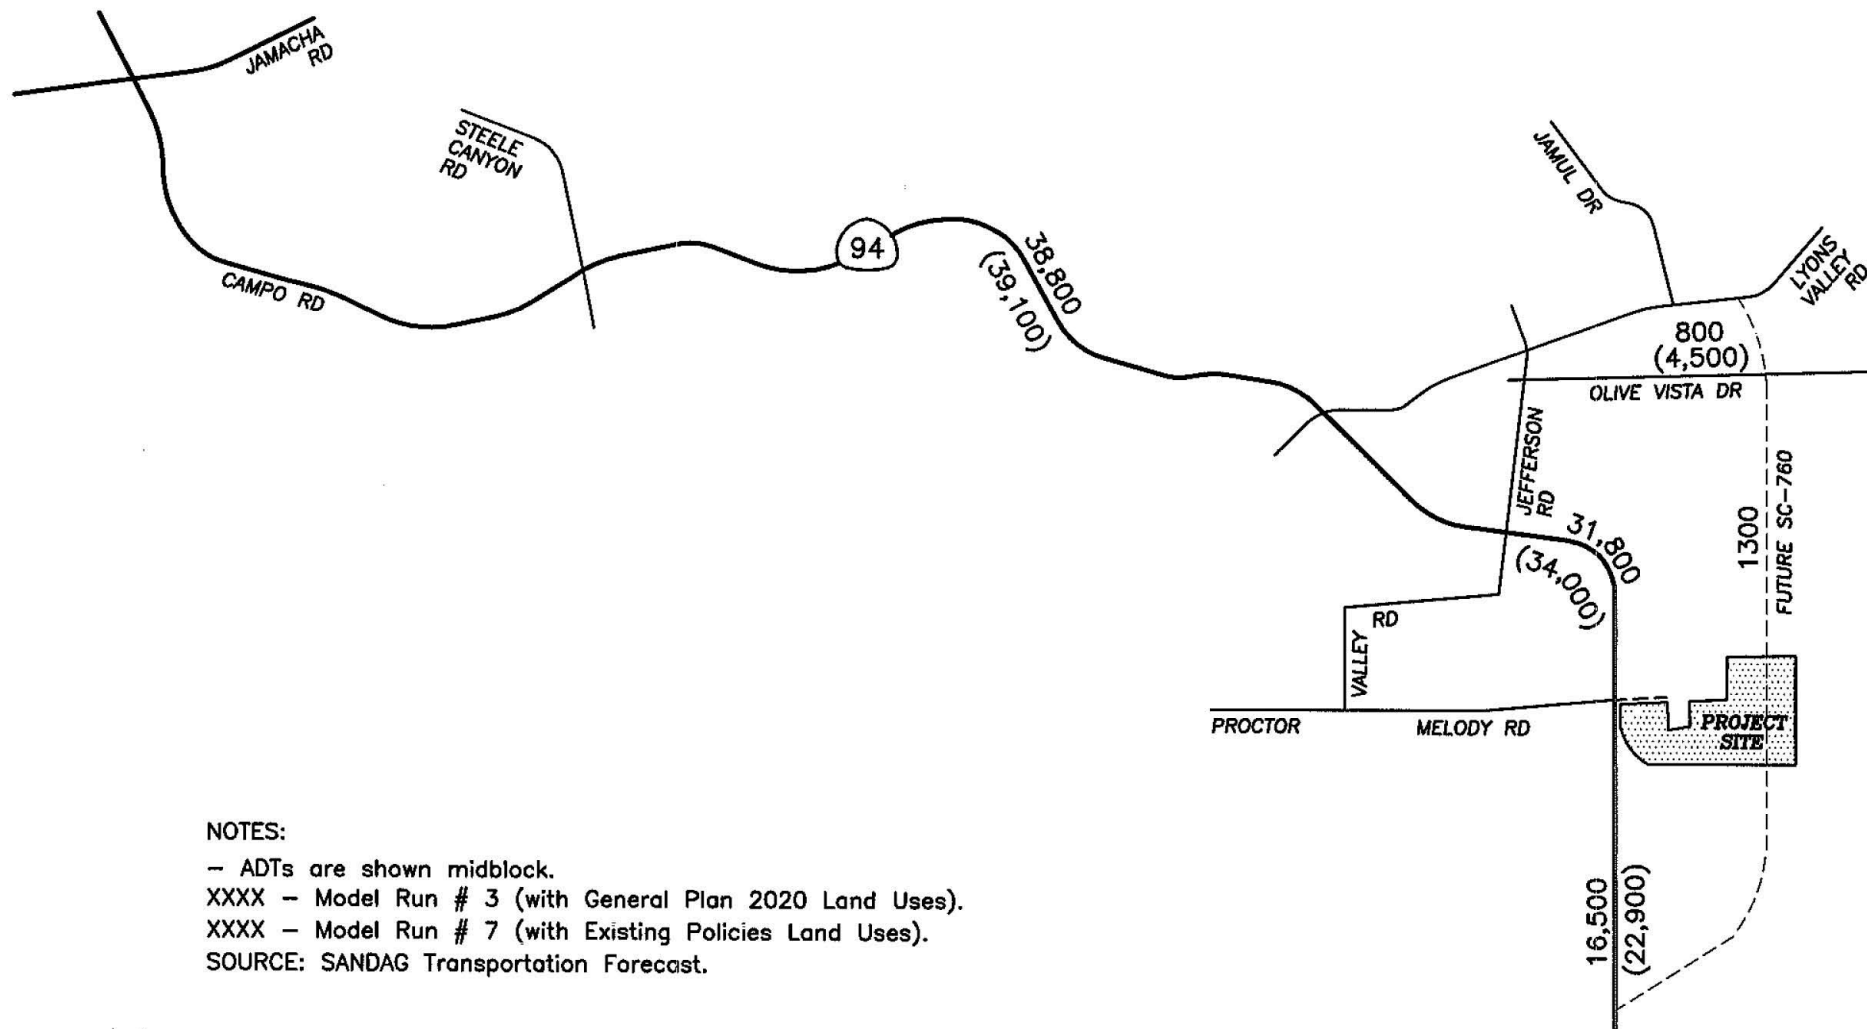 JAMACHA
RD
STEELE
CANYON
RD
CAMPO RD
94
38,800
(39,100)
JAMUL DR
LYONS
VALLEY
RD
800
(4,500)
OLIVE VISTA DR
JEFFERSON
RD
31,800
(34,000)
1300
FUTURE SC-760
VALLEY
RD
PROCTOR
MELODY RD
PROJECT
SITE
16,500
(22,900)
NOTES:
– ADTs are shown midblock.
XXXX – Model Run # 3 (with General Plan 2020 Land Uses).
XXXX – Model Run # 7 (with Existing Policies Land Uses).
SOURCE: SANDAG Transportation Forecast.